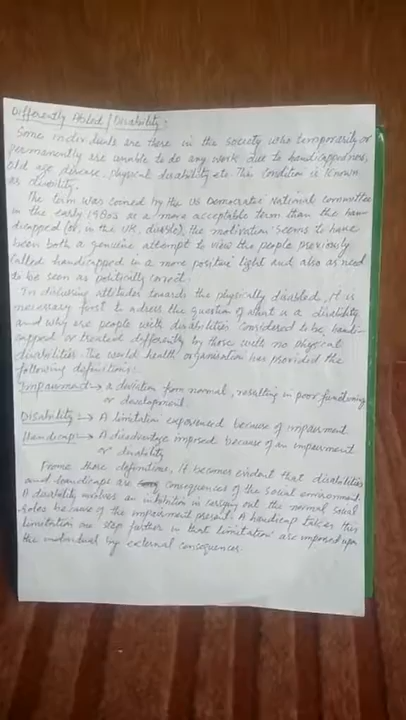 Differently Abled / Disability :
Some individuals are there in the society who temporarily or
permanently are unable to do any work due to handicappedness,
old age disease, physical disability etc. This condition is known
as disability.
The term was coined by the US Democratic National committee
in the early 1980s as a more acceptable term than the han-
dicapped (or, in the UK, disable), the motivation seems to have
been both a genuine attempt to view the people previously
called handicapped in a more positive light and also as need
to be seen as politically correct.
In discussing attitudes towards the physically disabled, it is
necessary first to adress the question of what is a disability
and why are people with disabilities considered to be handi-
capped or treated differently by those with no physical
disabilities. The world health organisation has provided the
following definitions:
Impairment → a deviation from normal, resulting in poor functioning
or development.
Disability → A limitation experienced because of impairment
Handicap → A disadvantage imposed because of an impairment
or disability
From these definitions, it becomes evident that disabilities
and handicaps are consequences of the social environment.
A disability involves an inhibition in carrying out the normal social
roles because of the impairment present. A handicap takes this
limitation one step further in that limitation are imposed upon
the individual by external consequences.